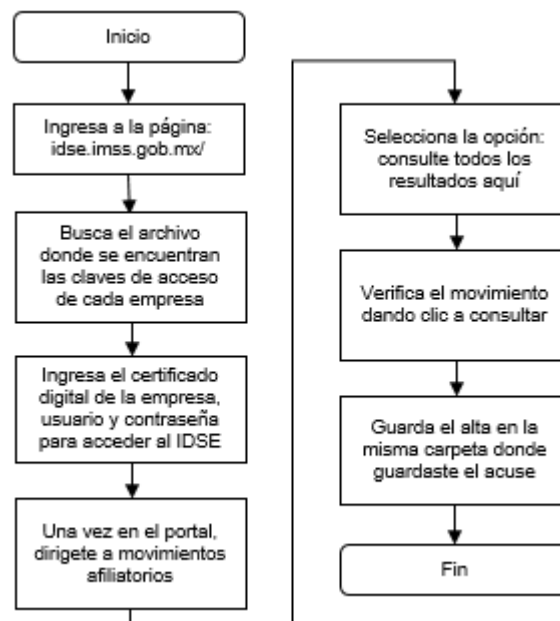 Inicio
Ingresa a la página:
idse.imss.gob.mx/
Busca el archivo
donde se encuentran
las claves de acceso
de cada empresa
Ingresa el certificado
digital de la empresa,
usuario y contraseña
para acceder al IDSE
Una vez en el portal,
dirigete a movimientos
afiliatorios
Selecciona la opción:
consulte todos los
resultados aquí
Verifica el movimiento
dando clic a consultar
Guarda el alta en la
misma carpeta donde
guardaste el acuse
Fin